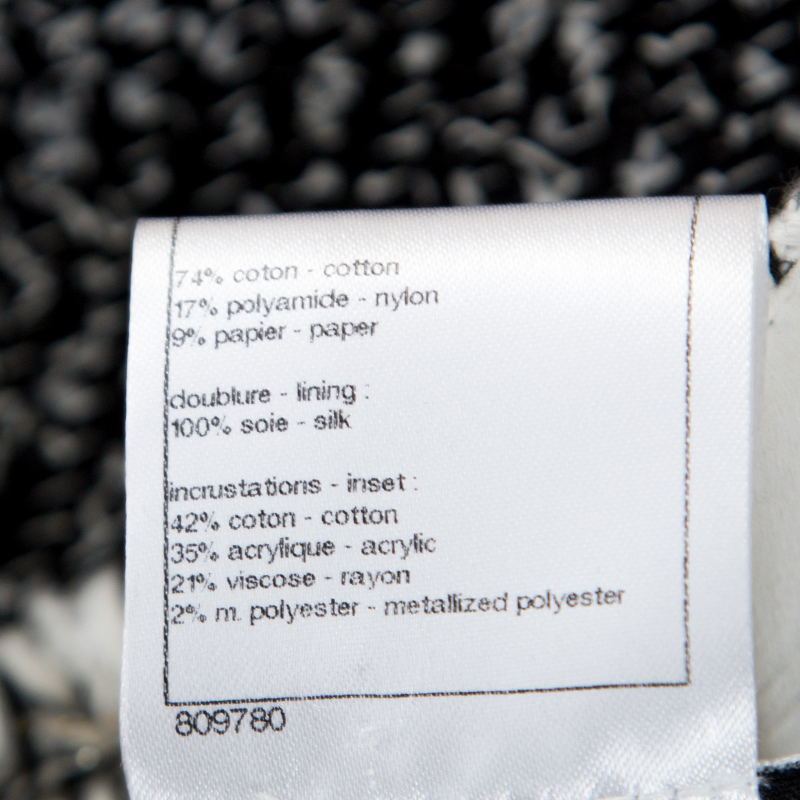 74% coton - cotton
17% polyamide - nylon
9% papier - paper
doublure - lining :
100% soie - silk
incrustations - inset :
42% coton - cotton
35% acrylique - acrylic
21% viscose - rayon
2% m. polyester - metallized polyester
809780